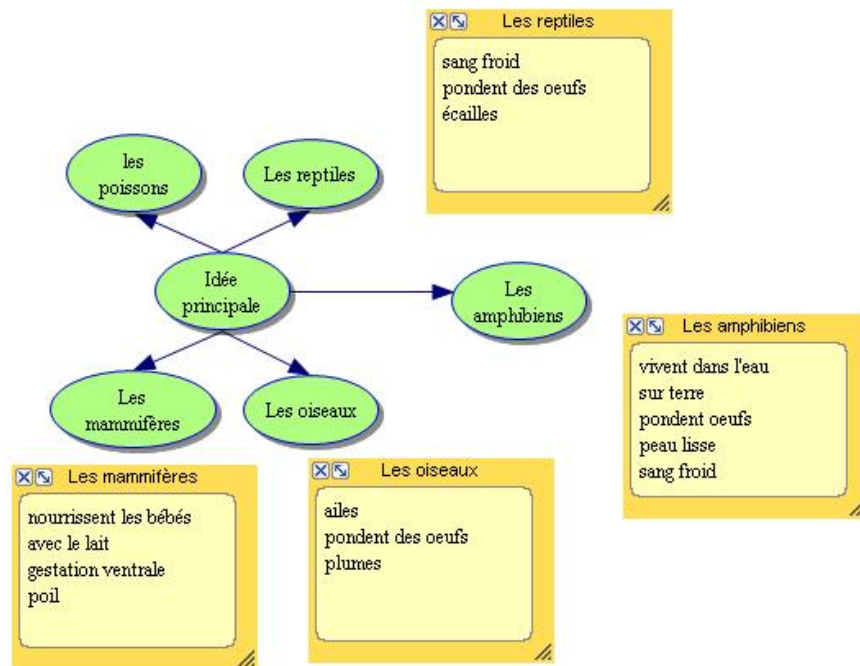 Les reptiles
sang froid
pondent des oeufs
écailles
les
poissons
Les reptiles
Idée
principale
Les
amphibiens
Les
mammifères
Les oiseaux
Les amphibiens
vivent dans l'eau
sur terre
pondent oeufs
peau lisse
sang froid
Les mammifères
nourrissent les bébés
avec le lait
gestation ventrale
poil
Les oiseaux
ailes
pondent des oeufs
plumes